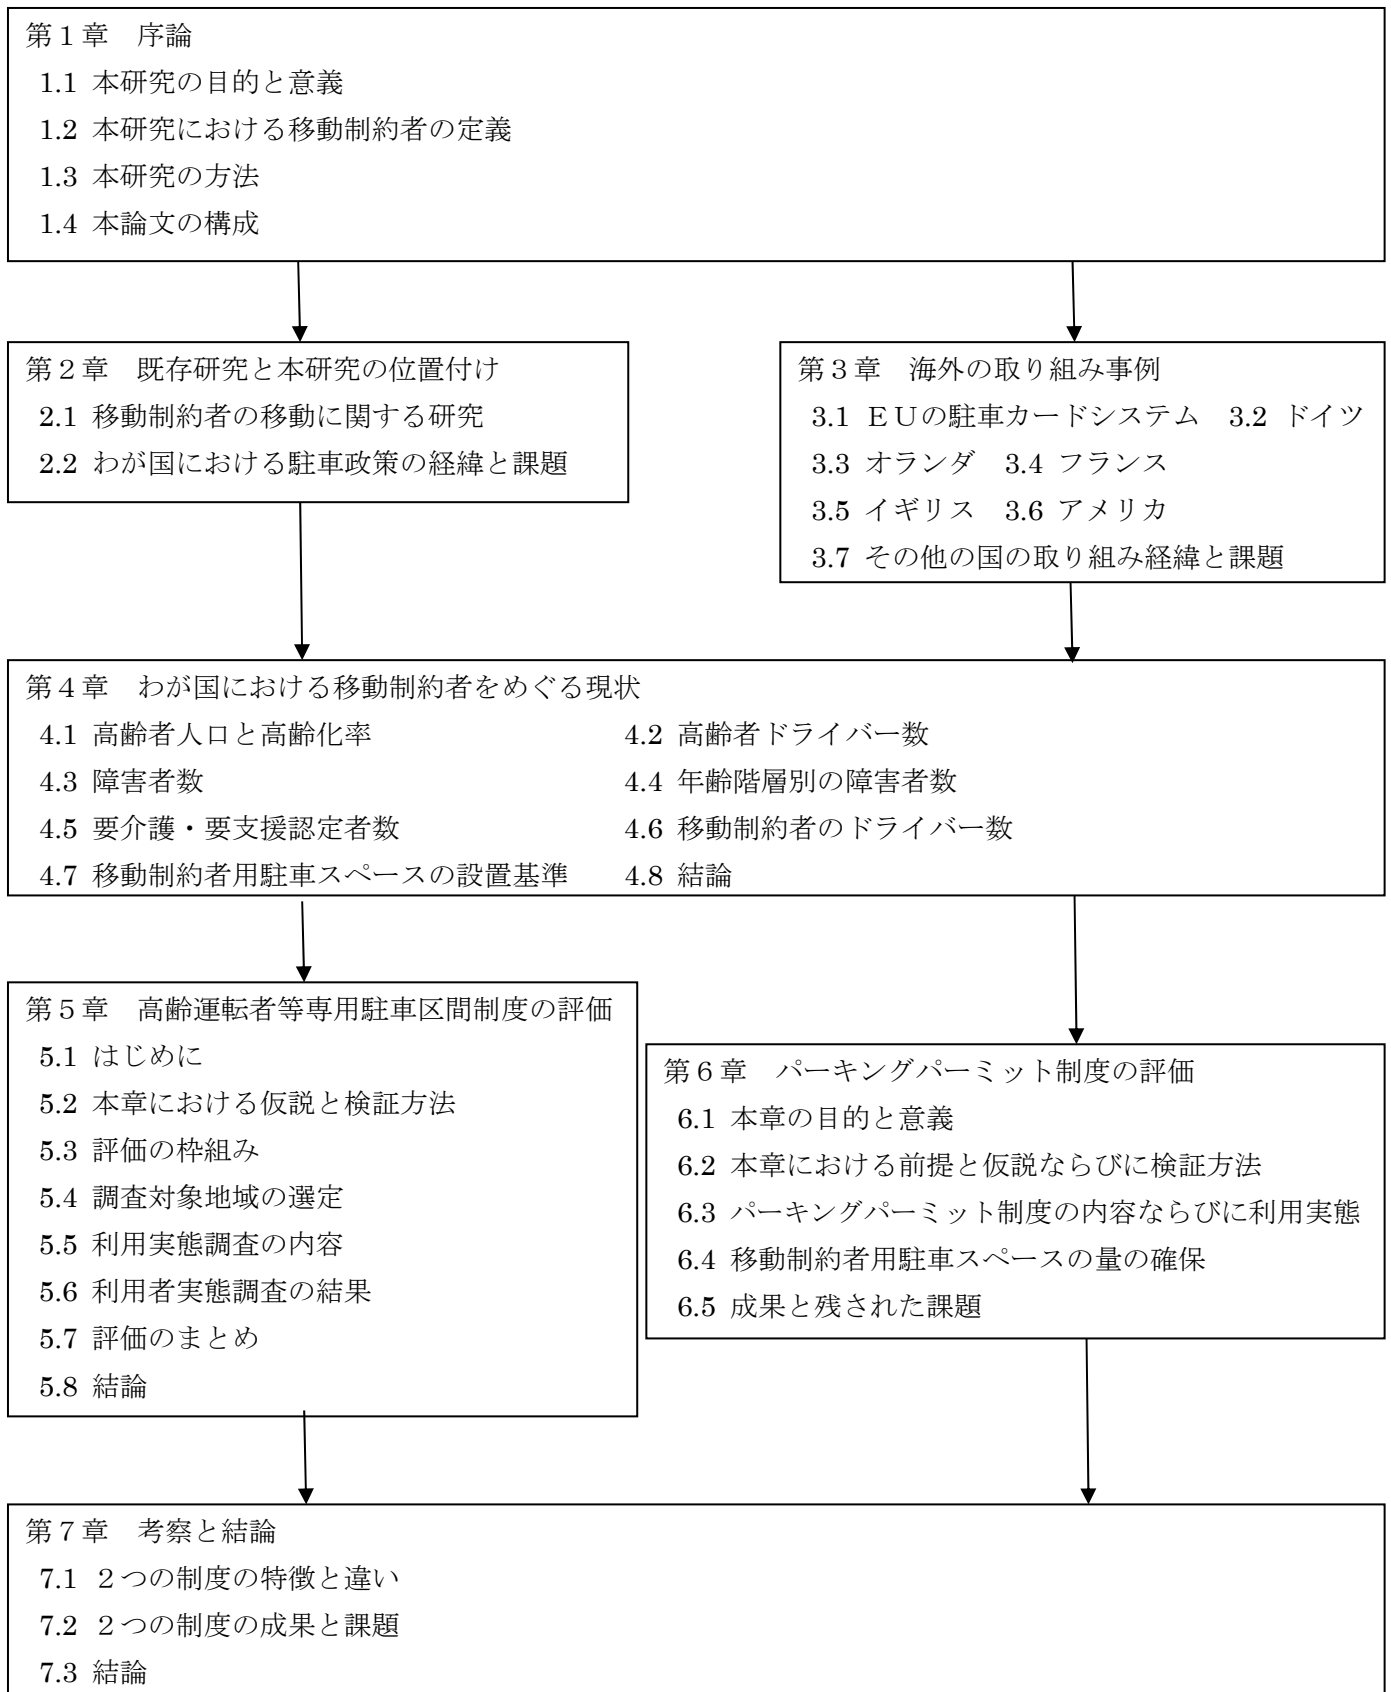 第１章　序論
1.1 本研究の目的と意義
1.2 本研究における移動制約者の定義
1.3 本研究の方法
1.4 本論文の構成
第２章　既存研究と本研究の位置付け
2.1 移動制約者の移動に関する研究
2.2 わが国における駐車政策の経緯と課題
第３章　海外の取り組み事例
3.1 ＥＵの駐車カードシステム　3.2 ドイツ
3.3 オランダ　3.4 フランス
3.5 イギリス　3.6 アメリカ
3.7 その他の国の取り組み経緯と課題
第４章　わが国における移動制約者をめぐる現状
4.1 高齢者人口と高齢化率　4.2 高齢者ドライバー数
4.3 障害者数　4.4 年齢階層別の障害者数
4.5 要介護・要支援認定者数　4.6 移動制約者のドライバー数
4.7 移動制約者用駐車スペースの設置基準　4.8 結論
第５章　高齢運転者等専用駐車区間制度の評価
5.1 はじめに
5.2 本章における仮説と検証方法
5.3 評価の枠組み
5.4 調査対象地域の選定
5.5 利用実態調査の内容
5.6 利用者実態調査の結果
5.7 評価のまとめ
5.8 結論
第６章　パーキングパーミット制度の評価
6.1 本章の目的と意義
6.2 本章における前提と仮説ならびに検証方法
6.3 パーキングパーミット制度の内容ならびに利用実態
6.4 移動制約者用駐車スペースの量の確保
6.5 成果と残された課題
第７章　考察と結論
7.1 ２つの制度の特徴と違い
7.2 ２つの制度の成果と課題
7.3 結論